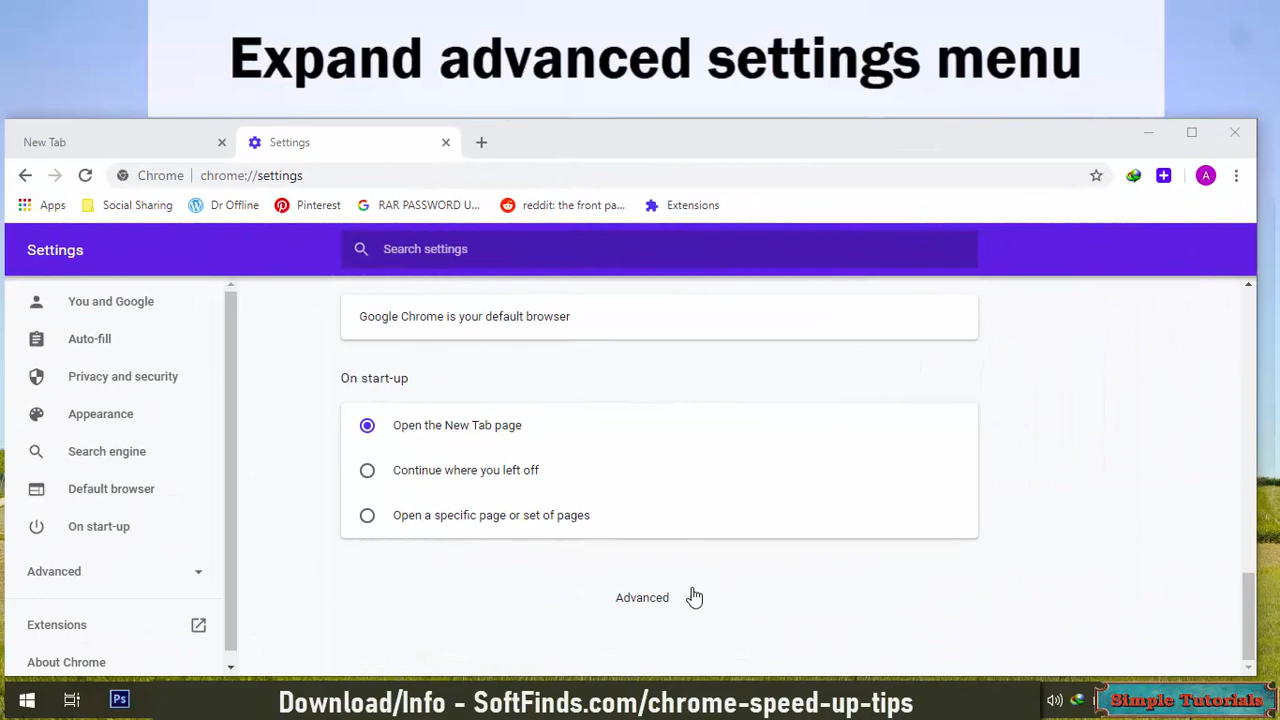 Expand advanced settings menu
New Tab
Settings
Chrome
chrome://settings
A
Apps
Social Sharing
Dr Offline
Pinterest
RAR PASSWORD U...
reddit: the front pa...
Extensions
Settings
Search settings
You and Google
Auto-fill
Privacy and security
Appearance
Search engine
Default browser
On start-up
Advanced
Extensions
About Chrome
Google Chrome is your default browser
On start-up
Open the New Tab page
Continue where you left off
Open a specific page or set of pages
Advanced
Ps
Download/Info - SoftFinds.com/chrome-speed-up-tips
Simple Tutorials